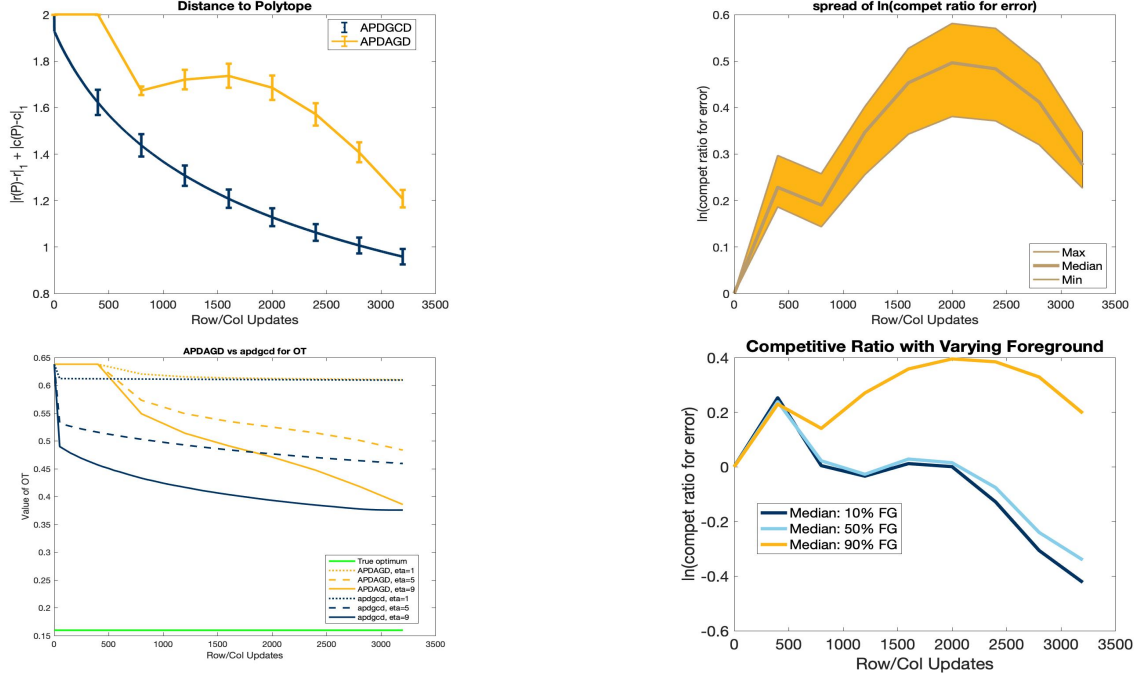 Distance to Polytope
2
1.8
1.6
1.4
1.2
1
0.8
|r(P)-r|1 + |c(P)-c|1
APDGCD
APDAGD
0 500 1000 1500 2000 2500 3000 3500
Row/Col Updates
spread of ln(compet ratio for error)
0.6
0.5
0.4
0.3
0.2
0.1
0
ln(compet ratio for error)
Max
Median
Min
0 500 1000 1500 2000 2500 3000 3500
Row/Col Updates
APDAGD vs apdgcd for OT
0.65
0.6
0.55
0.5
0.45
0.4
0.35
0.3
0.25
0.2
0.15
Value of OT
True optimum
APDAGD, eta=1
APDAGD, eta=5
APDAGD, eta=9
apdgcd, eta=1
apdgcd, eta=5
apdgcd, eta=9
0 500 1000 1500 2000 2500 3000 3500
Row/Col Updates
Competitive Ratio with Varying Foreground
0.4
0.2
0
-0.2
-0.4
-0.6
ln(compet ratio for error)
Median: 10% FG
Median: 50% FG
Median: 90% FG
0 500 1000 1500 2000 2500 3000 3500
Row/Col Updates